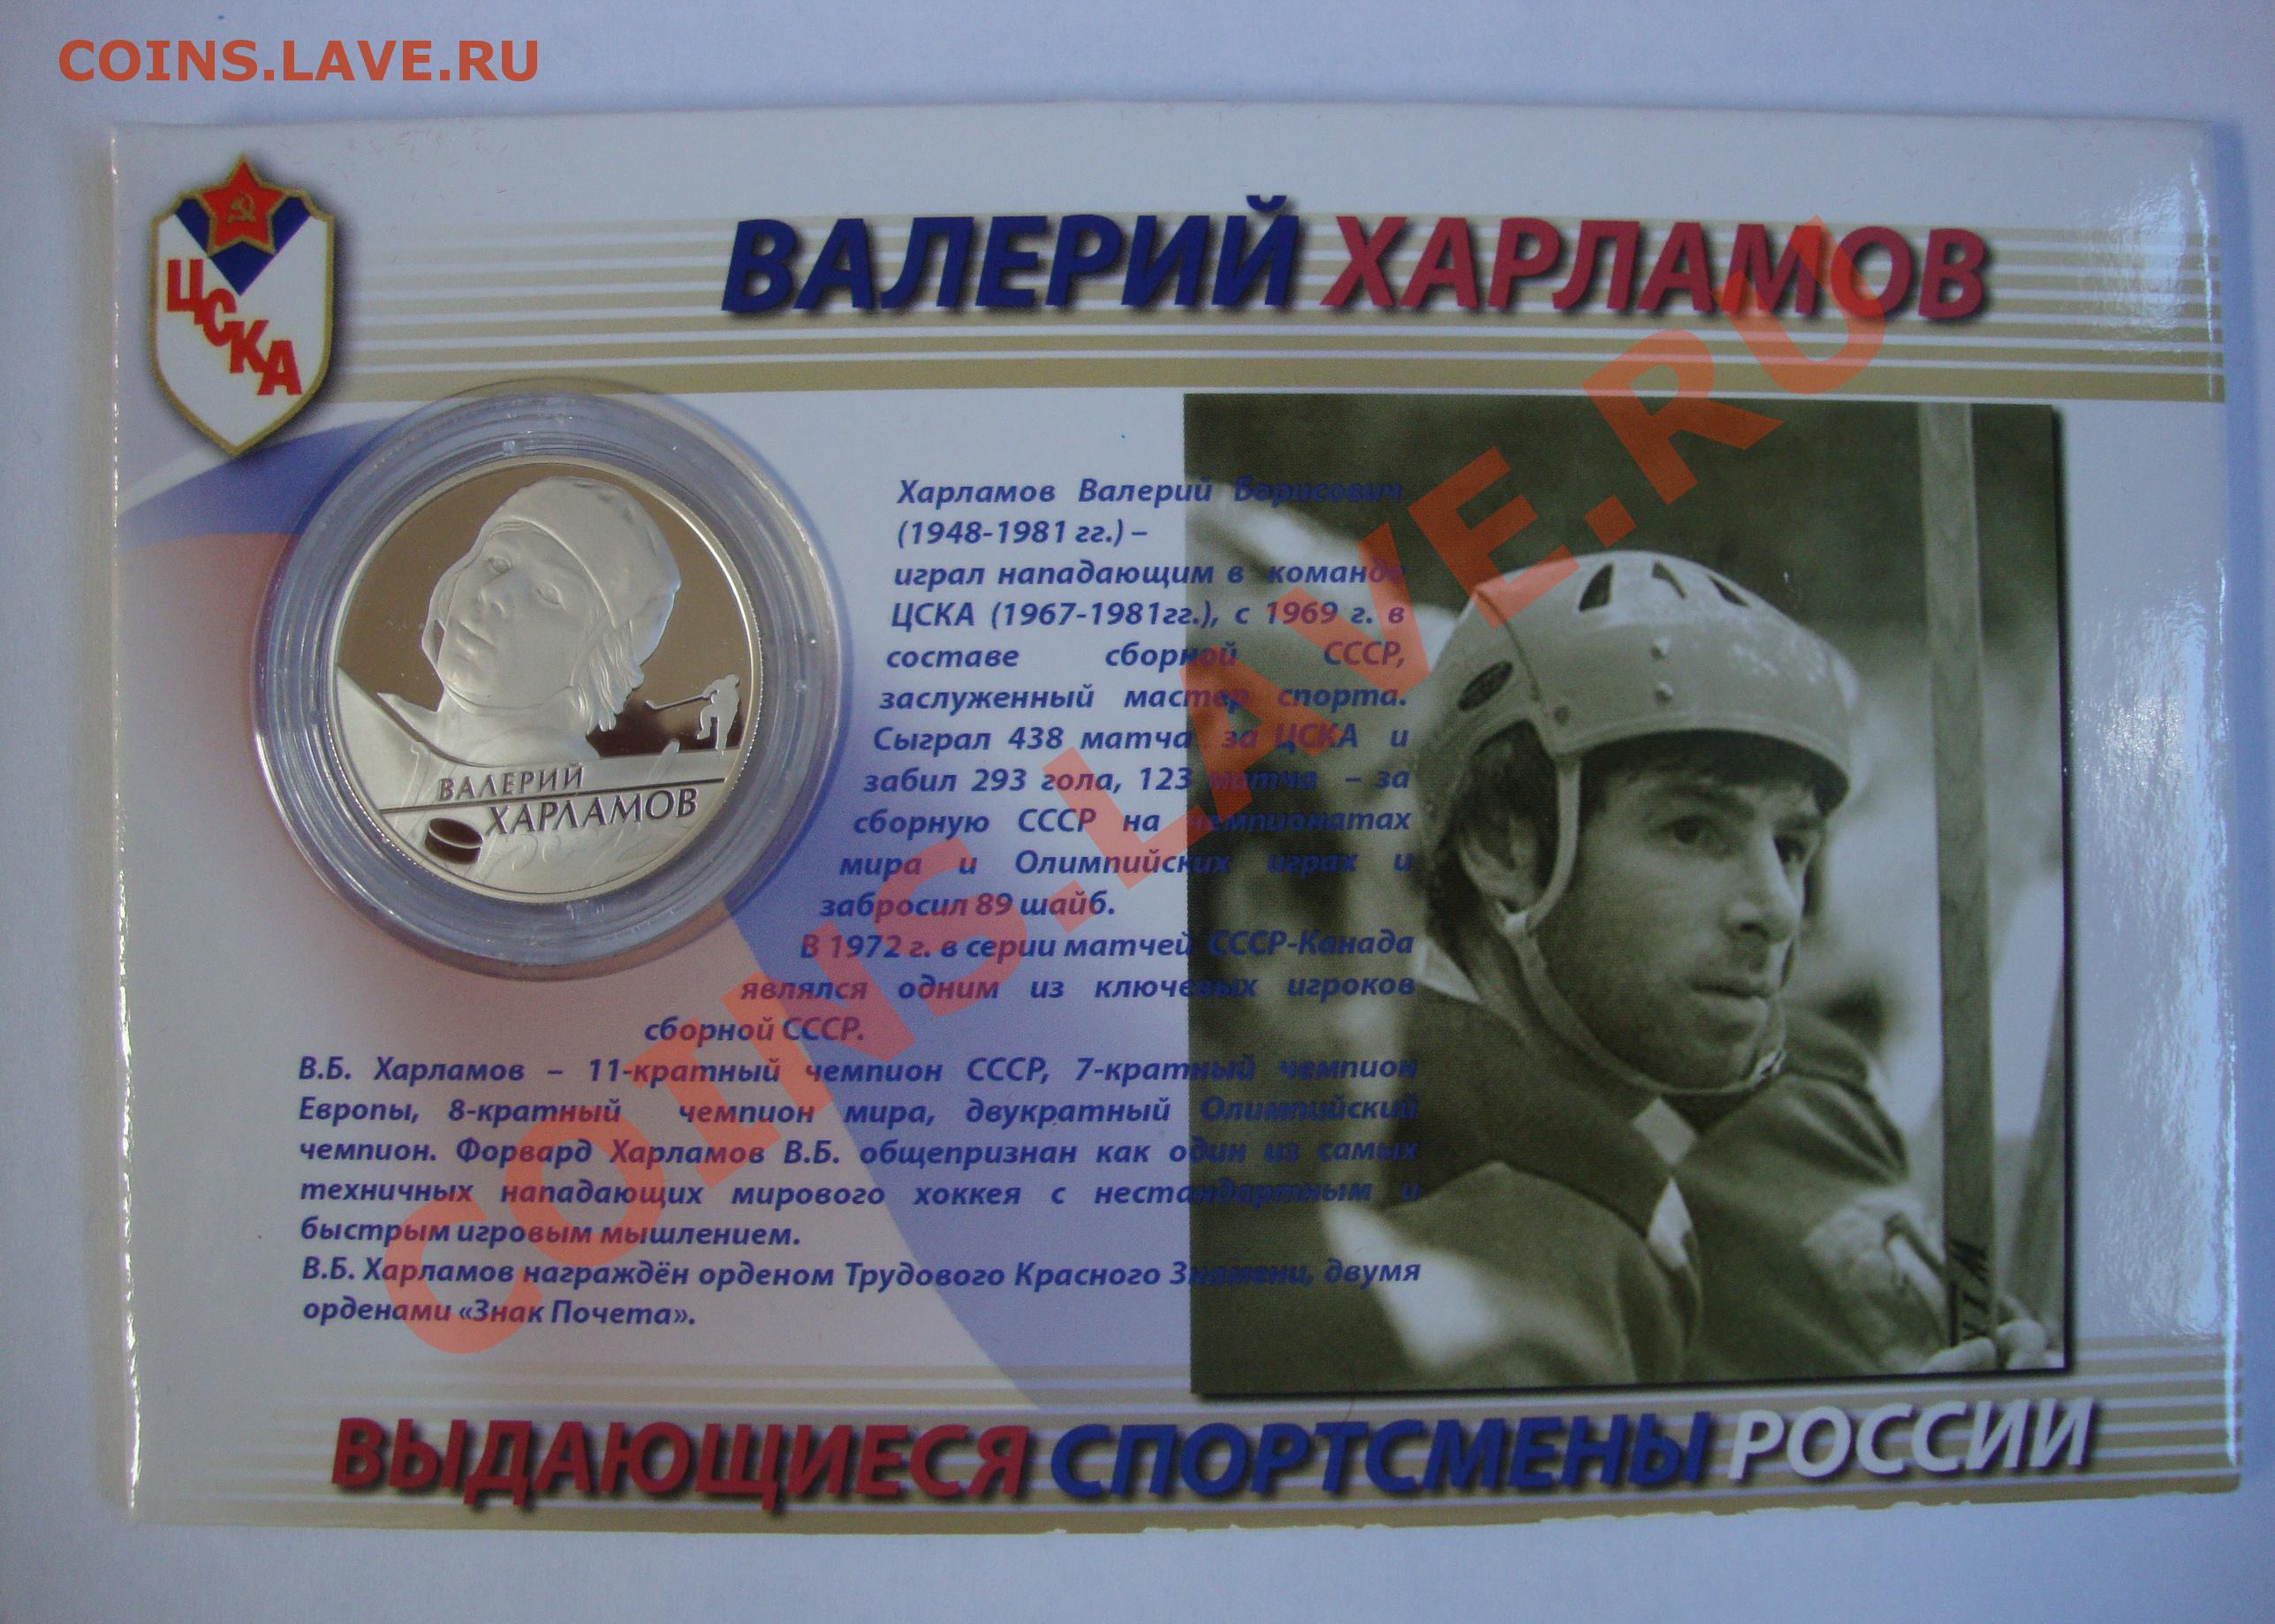 COINS.LAVE.RU
ВАЛЕРИЙ ХАРЛАМОВ
ЦСКА
Харламов Валерий Борисович
(1948-1981 гг.) –
играл нападающим в команде
ЦСКА (1967-1981гг.), с 1969 г. в
составе сборной СССР,
заслуженный мастер спорта.
Сыграл 438 матча за ЦСКА и
забил 293 гола, 123 матча – за
сборную СССР на чемпионатах
мира и Олимпийских играх и
забросил 89 шайб.
В 1972 г. в серии матчей СССР-Канада
являлся одним из ключевых игроков
сборной СССР.
В.Б. Харламов – 11-кратный чемпион СССР, 7-кратный чемпион
Европы, 8-кратный чемпион мира, двукратный Олимпийский
чемпион. Форвард Харламов В.Б. общепризнан как один из самых
техничных нападающих мирового хоккея с нестандартным и
быстрым игровым мышлением.
В.Б. Харламов награждён орденом Трудового Красного Знамени, двумя
орденами «Знак Почета».
ВАЛЕРИЙ
ХАРЛАМОВ
COINS.LAVE.RU
ВЫДАЮЩИЕСЯ СПОРТСМЕНЫ РОССИИ